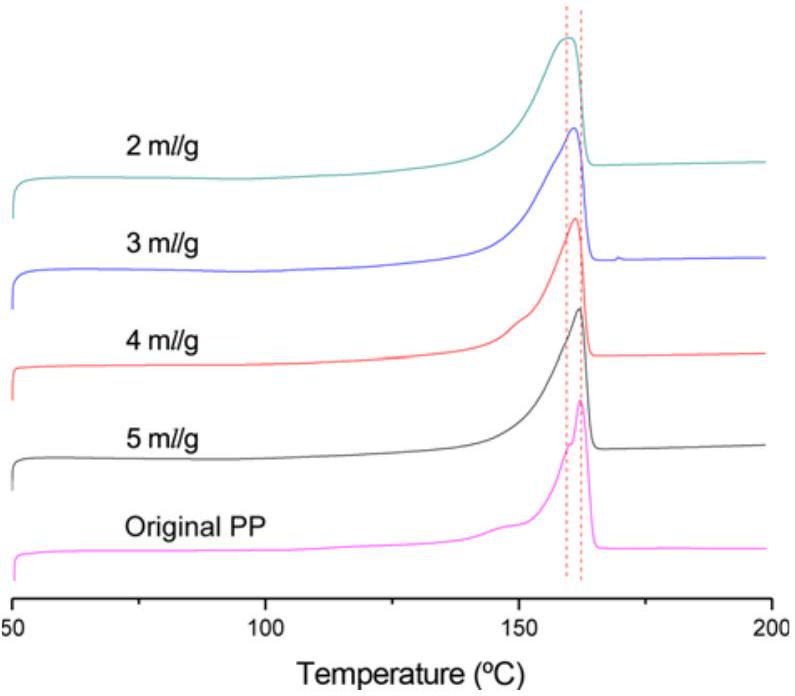 2 ml/g
3 ml/g
4 ml/g
5 ml/g
Original PP
50 100 150 200
Temperature (ºC)